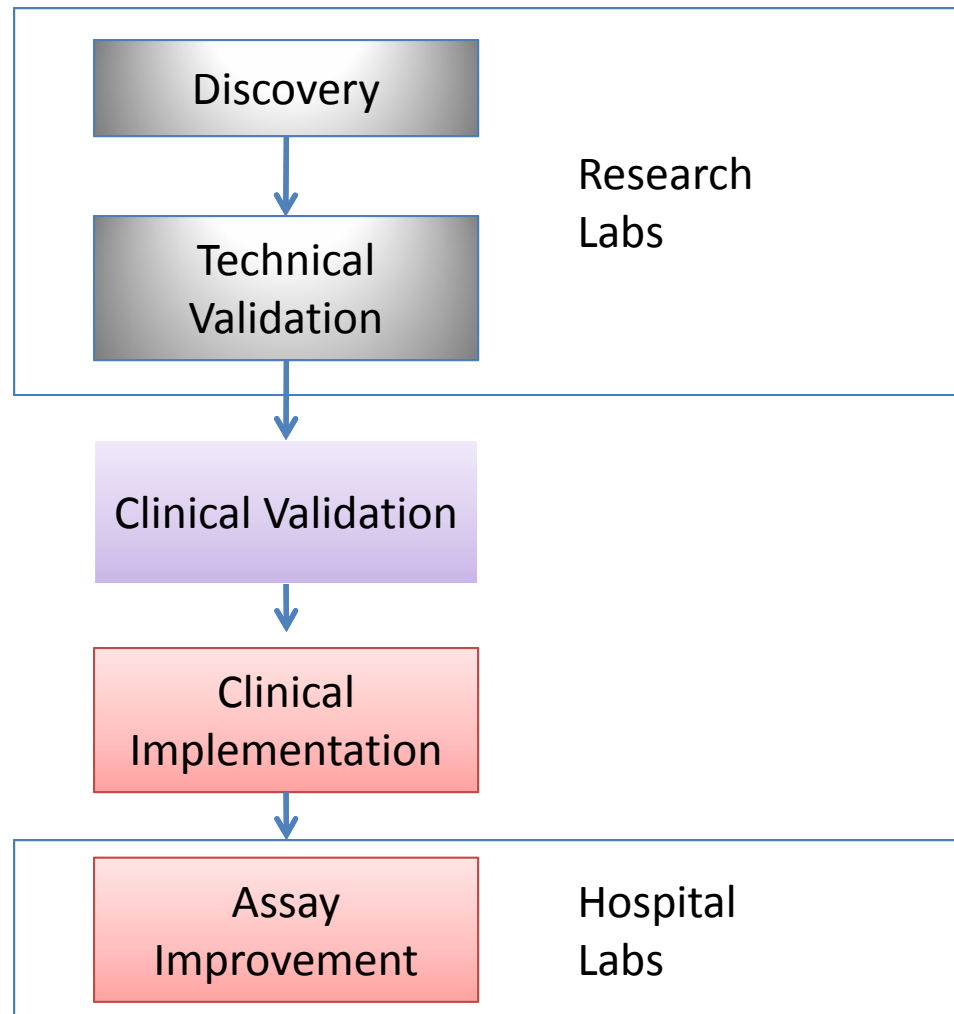 Discovery
Research
Labs
Technical
Validation
Clinical Validation
Clinical
Implementation
Assay
Improvement
Hospital
Labs